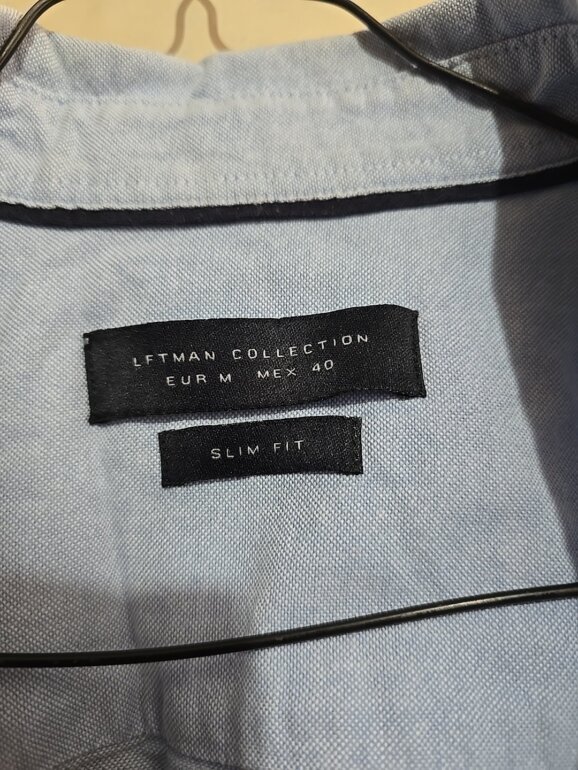 LFTMAN COLLECTION
EUR M MEX 40
SLIM FIT